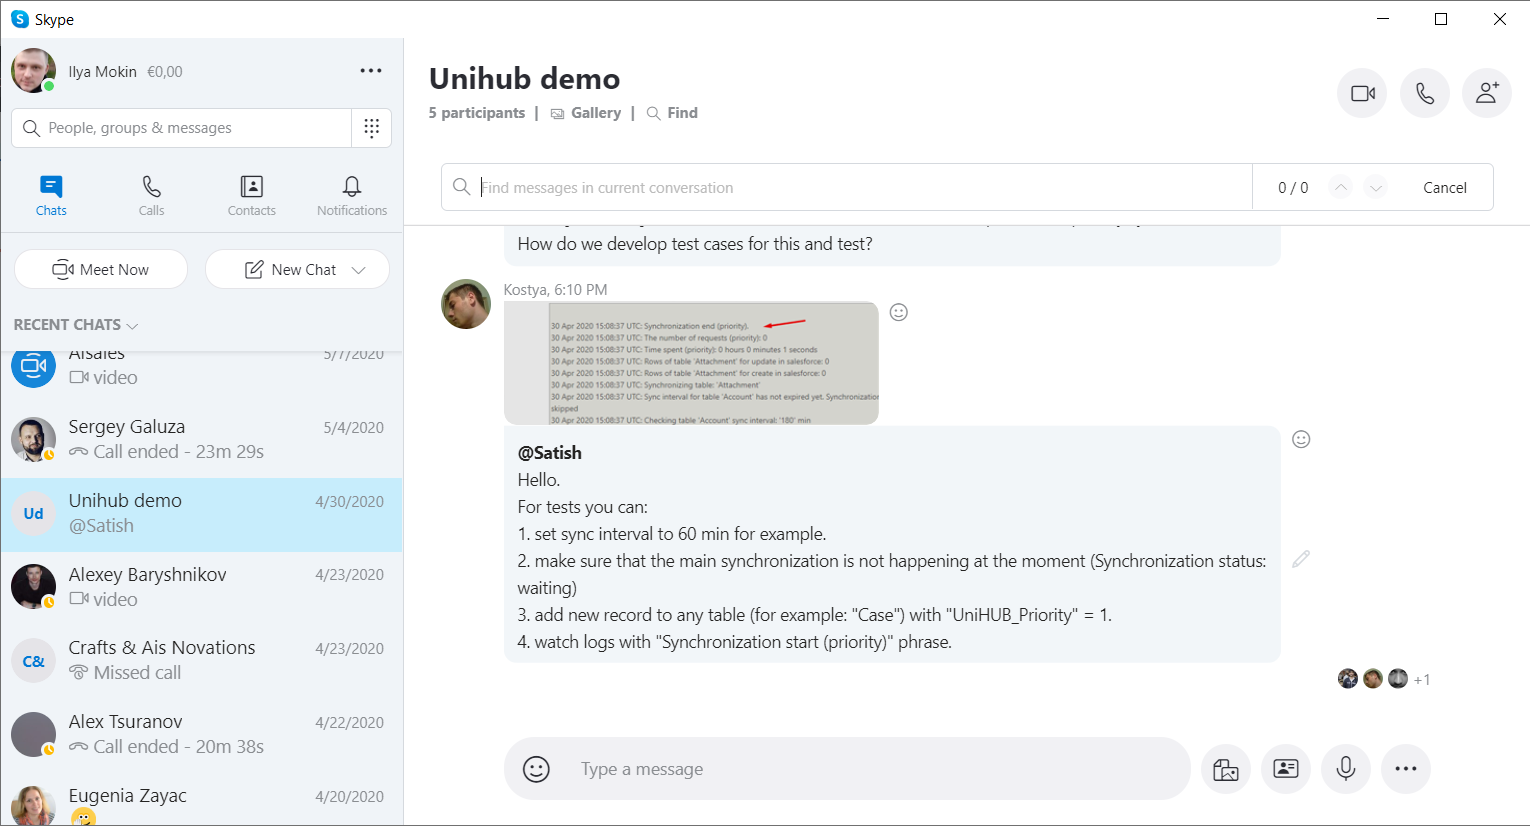 Skype
Ilya Mokin €0,00
People, groups & messages
Chats
Calls
Contacts
Notifications
Meet Now
New Chat
RECENT CHATS
Aisales 5/7/2020
video
Sergey Galuza 5/4/2020
Call ended - 23m 29s
Ud
Unihub demo 4/30/2020
@Satish
Alexey Baryshnikov 4/23/2020
video
C&
Crafts & Ais Novations 4/23/2020
Missed call
Alex Tsuranov 4/22/2020
Call ended - 20m 38s
Eugenia Zayac 4/20/2020
Unihub demo
5 participants | Gallery | Find
Find messages in current conversation
0 / 0
Cancel
How do we develop test cases for this and test?
Kostya, 6:10 PM
30 Apr 2020 15:08:37 UTC: Synchronization end (priority).
30 Apr 2020 15:08:37 UTC: The number of requests (priority): 0
30 Apr 2020 15:08:37 UTC: Time spent (priority): 0 hours 0 minutes 1 seconds
30 Apr 2020 15:08:37 UTC: Rows of table 'Attachment' for update in salesforce: 0
30 Apr 2020 15:08:37 UTC: Rows of table 'Attachment' for create in salesforce: 0
30 Apr 2020 15:08:37 UTC: Synchronizing table: 'Attachment'
30 Apr 2020 15:08:37 UTC: Sync interval for table 'Account' has not expired yet. Synchronization
skipped
30 Apr 2020 15:08:37 UTC: Checking table 'Account' sync interval: '180' min
@Satish
Hello.
For tests you can:
1. set sync interval to 60 min for example.
2. make sure that the main synchronization is not happening at the moment (Synchronization status:
waiting)
3. add new record to any table (for example: "Case") with "UniHUB_Priority" = 1.
4. watch logs with "Synchronization start (priority)" phrase.
+1
Type a message